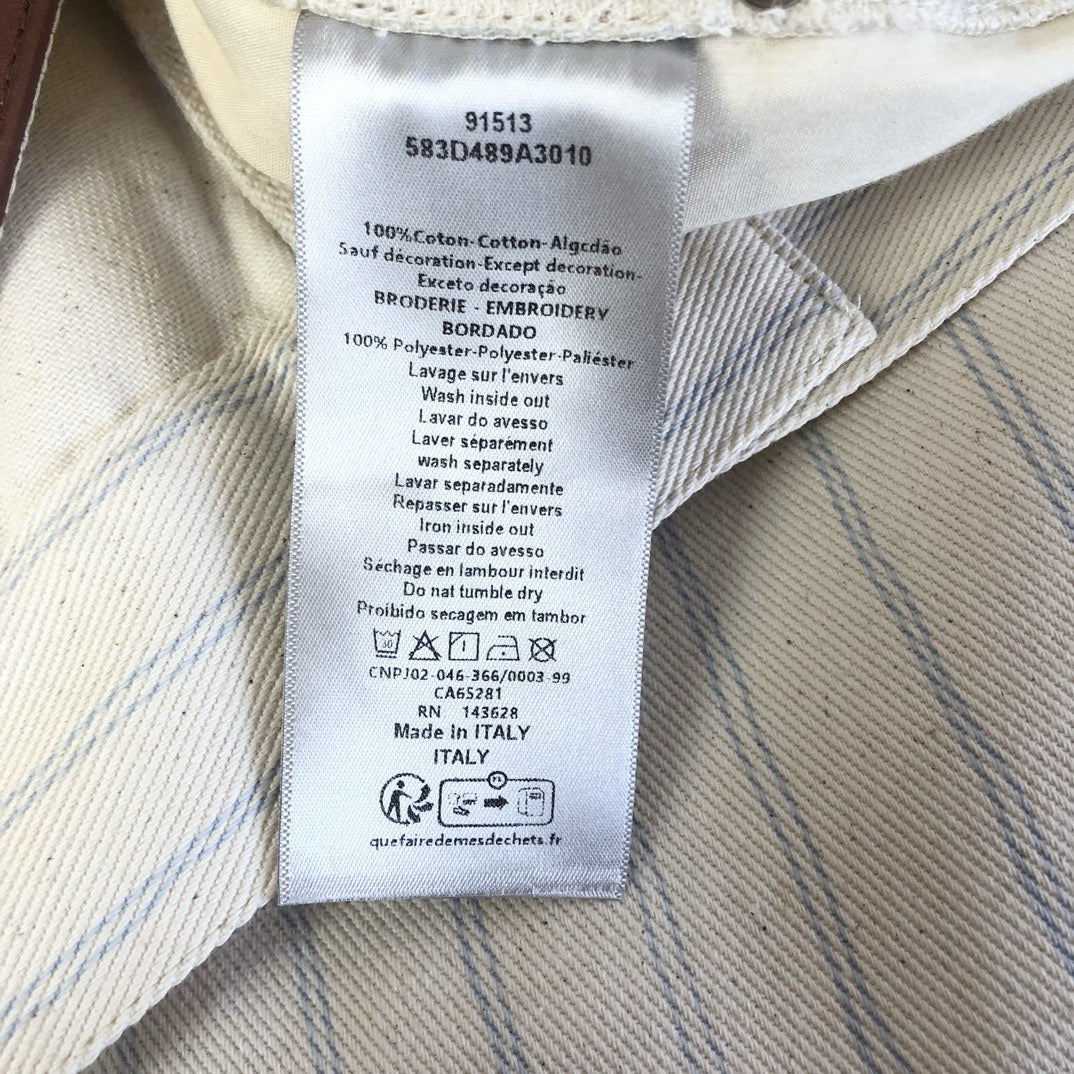 91513
583D489A3010
100%Coton-Cotton-Algcdão
Sauf décoration-Except decoration-
Exceto decoração
BRODERIE - EMBROIDERY
BORDADO
100% Polyester-Polyester-Paliéster
Lavage sur l'envers
Wash inside out
Lavar do avesso
Laver séparément
wash separately
Lavar separadamente
Repasser sur l'envers
Iron inside out
Passar do avesso
Séchage en lambour interdit
Do nat tumble dry
Proibido secagem em tambor
30
CNPJ02-046-366/0003-99
CA65281
RN 143628
Made In ITALY
ITALY
quefairedemesdechets.fr